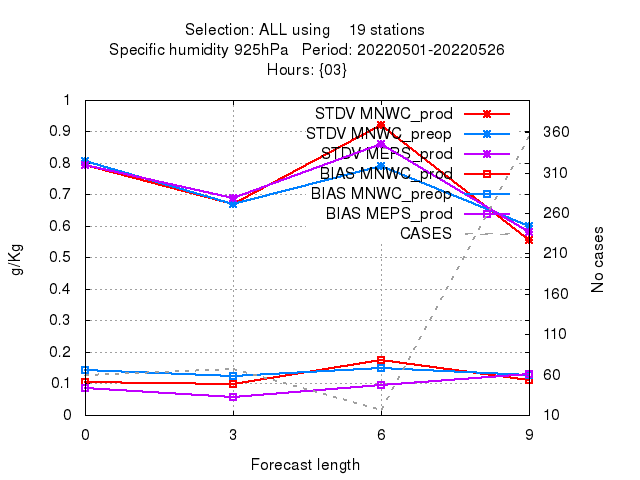 Selection: ALL using    19 stations
Specific humidity 925hPa   Period: 20220501-20220526
Hours: {03}
STDV MNWC_prod
STDV MNWC_preop
STDV MEPS_prod
BIAS MNWC_prod
BIAS MNWC_preop
BIAS MEPS_prod
CASES
g/Kg
1
0.9
0.8
0.7
0.6
0.5
0.4
0.3
0.2
0.1
0
360
310
260
210
160
110
60
10
No cases
0 3 6 9
Forecast length